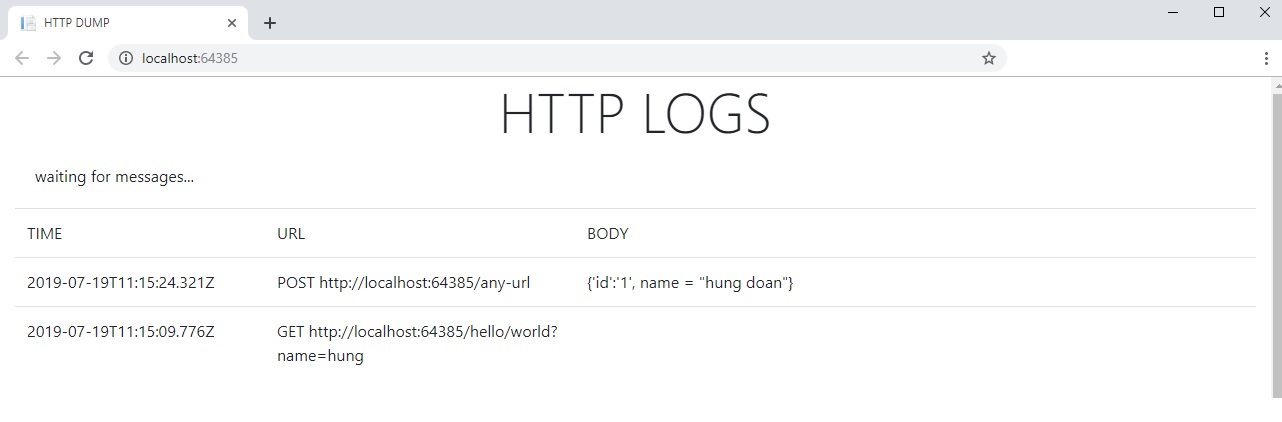 HTTP DUMP
localhost:64385
HTTP LOGS
waiting for messages...
TIME URL BODY
2019-07-19T11:15:24.321Z POST http://localhost:64385/any-url {'id':'1', name = "hung doan"}
2019-07-19T11:15:09.776Z GET http://localhost:64385/hello/world?
name=hung